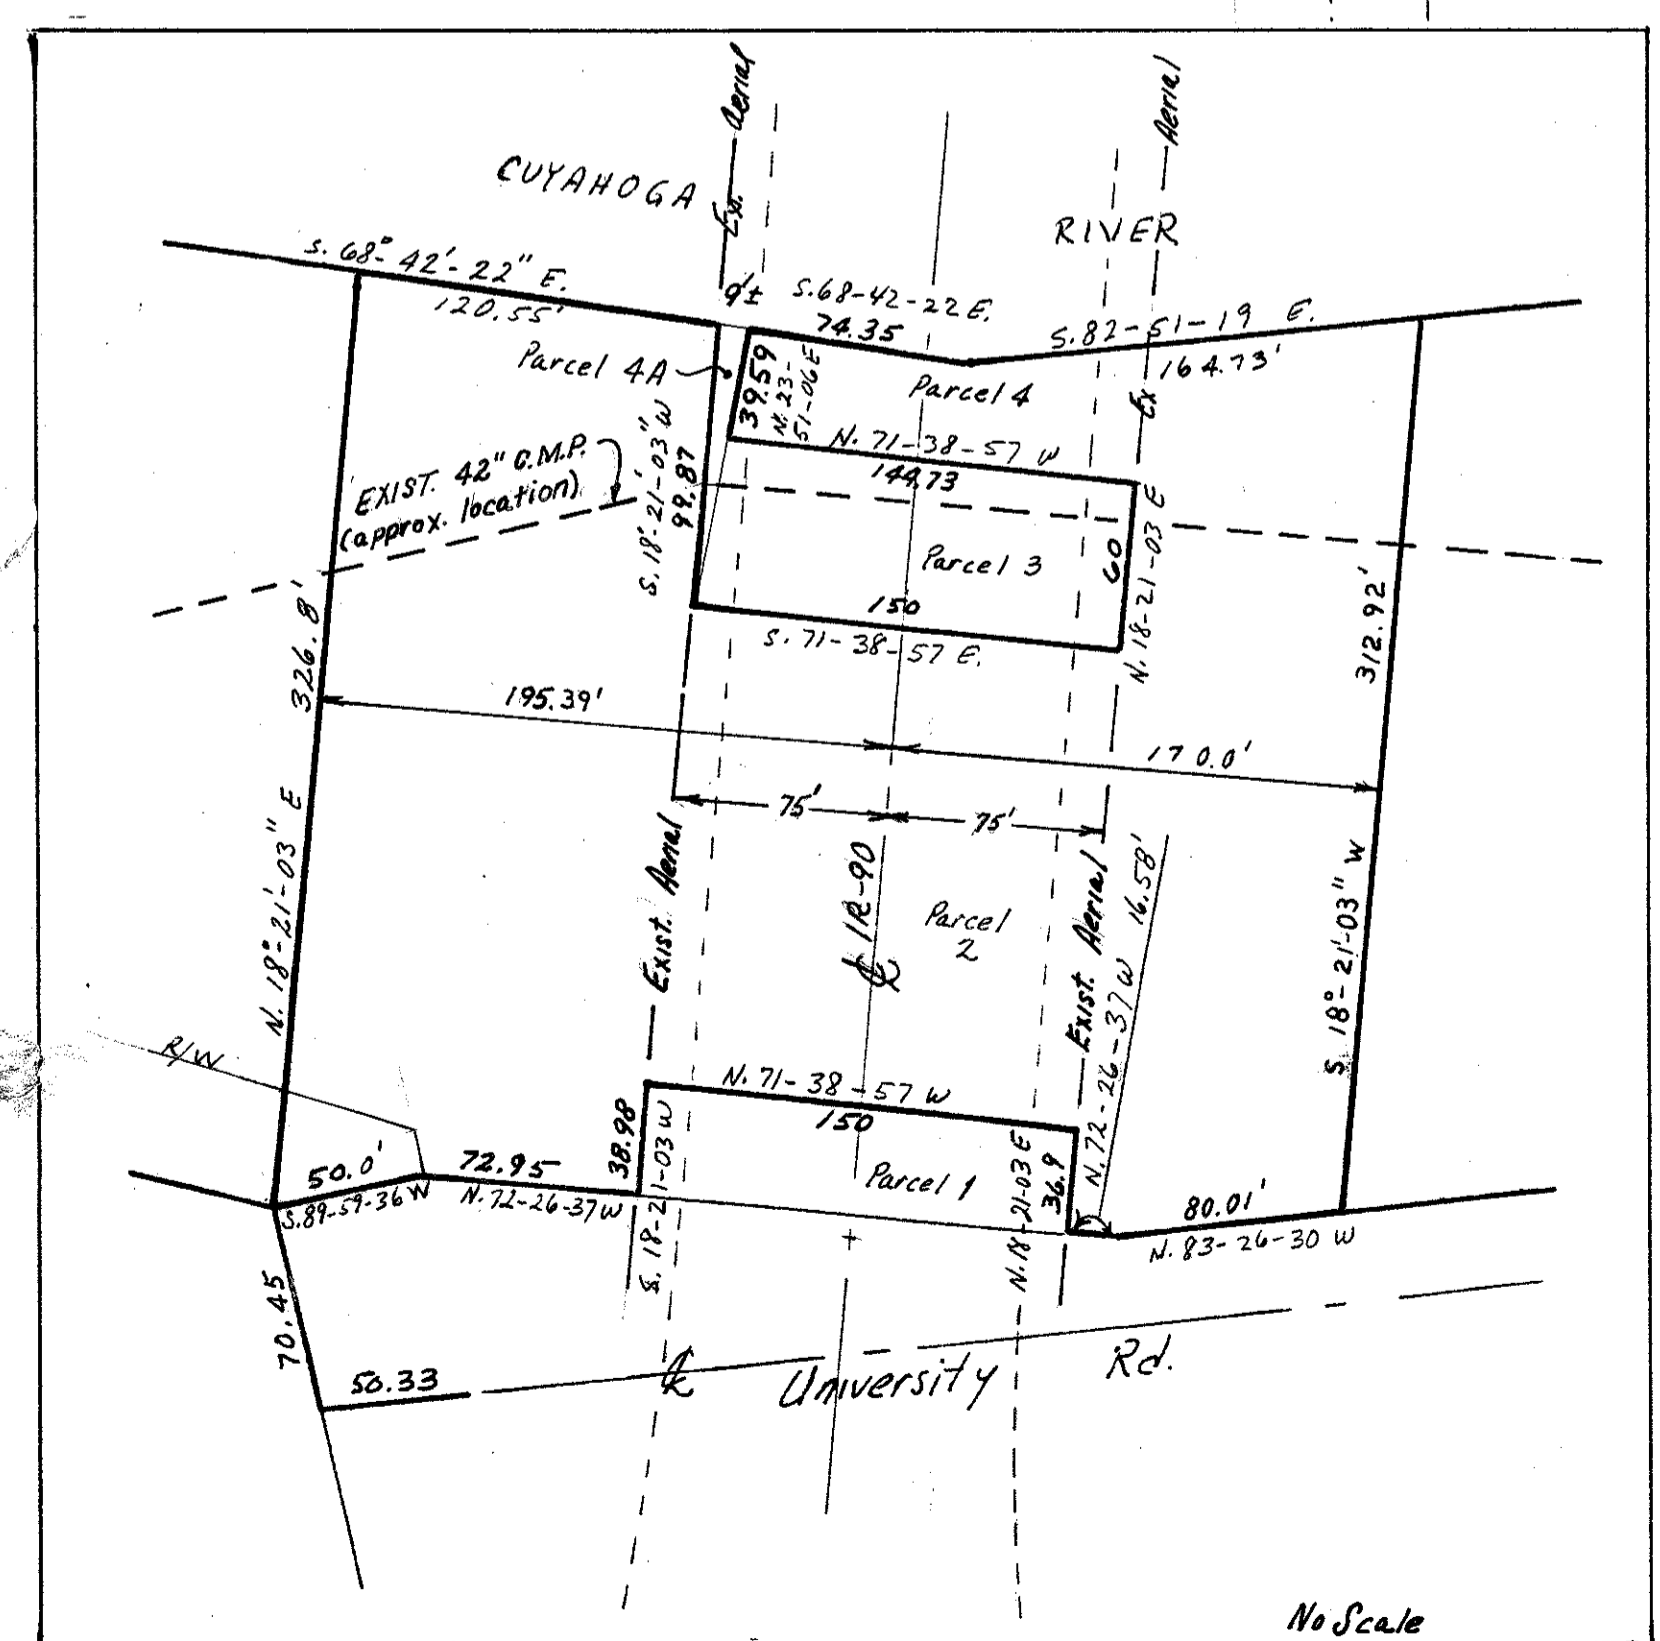 Ex. — Aerial
Aerial
CUYAHOGA
RIVER
S. 68°-42'-22" E.
120.55'
9'±
S.68-42-22 E.
74.35
S.82-51-19 E.
164.73'
Parcel 4A
39.59
N. 23-
51-06 E
Parcel 4
Ex
N. 71-38-57 W
144.73
EXIST. 42" C.M.P.
(approx. location)
S. 18°-21'-03" W
99.87
Parcel 3
60
N. 18-21-03 E
150
S. 71-38-57 E.
326.8'
N. 18°-21'-03" E
312.92'
S. 18°-21'-03" W
195.39'
170.0'
75'
75'
Exist. Aerial
℄ IR-90
Parcel
2
Exist. Aerial
N. 72-26-37 W 16.58'
R/W
N. 71-38-57 W
150
38.98
S. 18-21-03 W
Parcel 1
N. 18-21-03 E
36.9
50.0'
S.89-59-36 W
72.95
N. 72-26-37 W
80.01'
N. 83-26-30 W
70.45
50.33
℄ University Rd.
No Scale